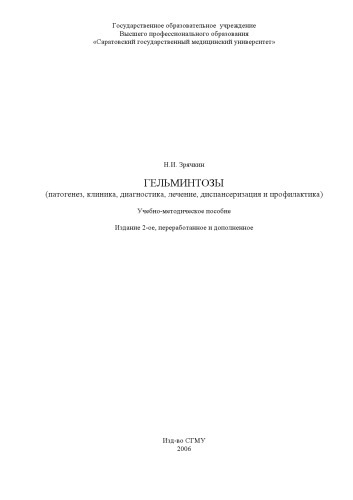 Государственное образовательное учреждение
Высшего профессионального образования
«Саратовский государственный медицинский университет»
Н.И. Зрячкин
ГЕЛЬМИНТОЗЫ
(патогенез, клиника, диагностика, лечение, диспансеризация и профилактика)
Учебно-методическое пособие
Издание 2-ое, переработанное и дополненное
Изд-во СГМУ
2006